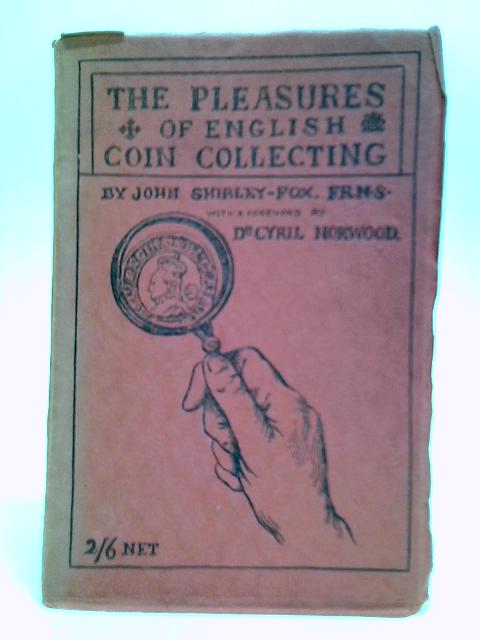 THE PLEASURES
OF ENGLISH
COIN COLLECTING
BY JOHN SHIRLEY-FOX, F.R.N.S.
WITH A FOREWORD BY
DR CYRIL NORWOOD.
2/6 NET